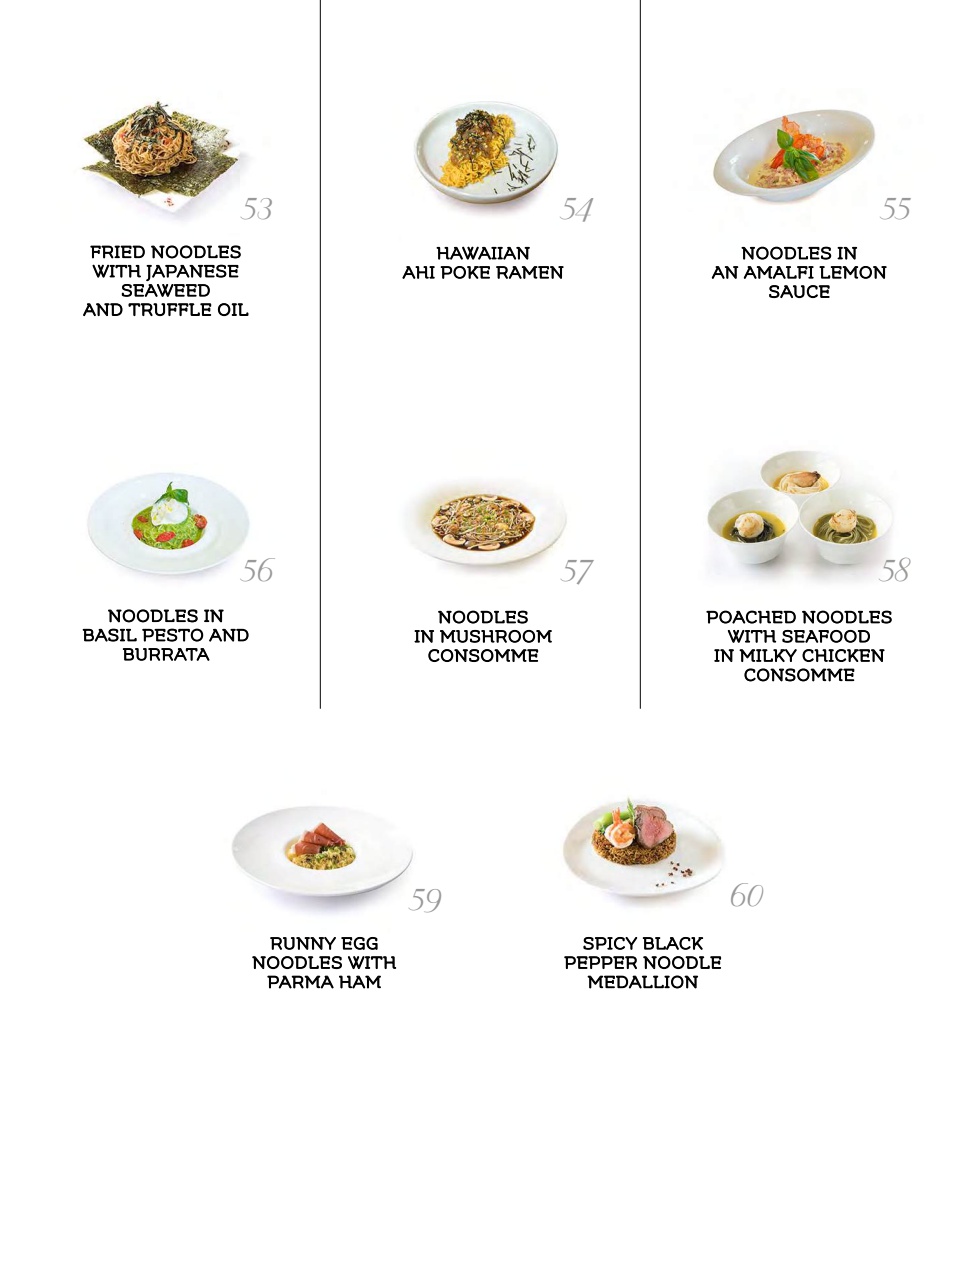 53
FRIED NOODLES
WITH JAPANESE
SEAWEED
AND TRUFFLE OIL
54
HAWAIIAN
AHI POKE RAMEN
55
NOODLES IN
AN AMALFI LEMON
SAUCE
56
NOODLES IN
BASIL PESTO AND
BURRATA
57
NOODLES
IN MUSHROOM
CONSOMME
58
POACHED NOODLES
WITH SEAFOOD
IN MILKY CHICKEN
CONSOMME
59
RUNNY EGG
NOODLES WITH
PARMA HAM
60
SPICY BLACK
PEPPER NOODLE
MEDALLION